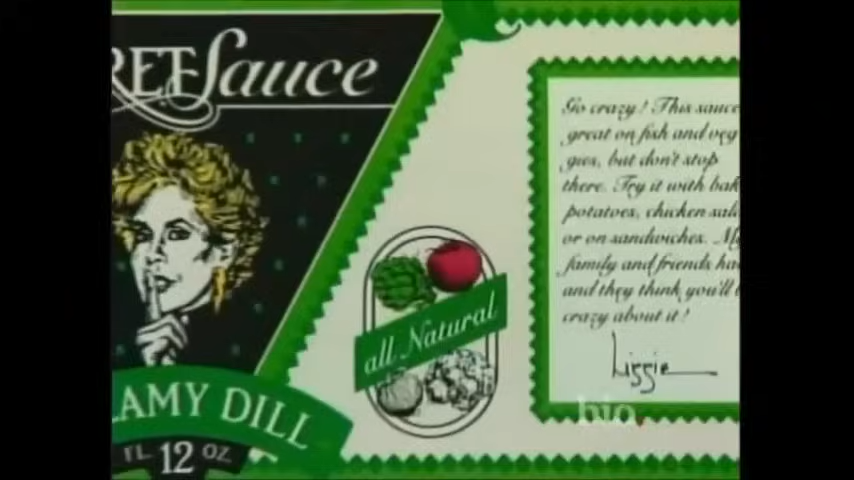 RET Sauce
LAMY DILL
FL. 12 OZ.
all Natural
Go crazy! This sauce
great on fish and veg
gies, but don't stop
there. Try it with bak
potatoes, chicken sala
or on sandwiches. M
family and friends ha
and they think you'll
crazy about it!
Lizzie
bio.